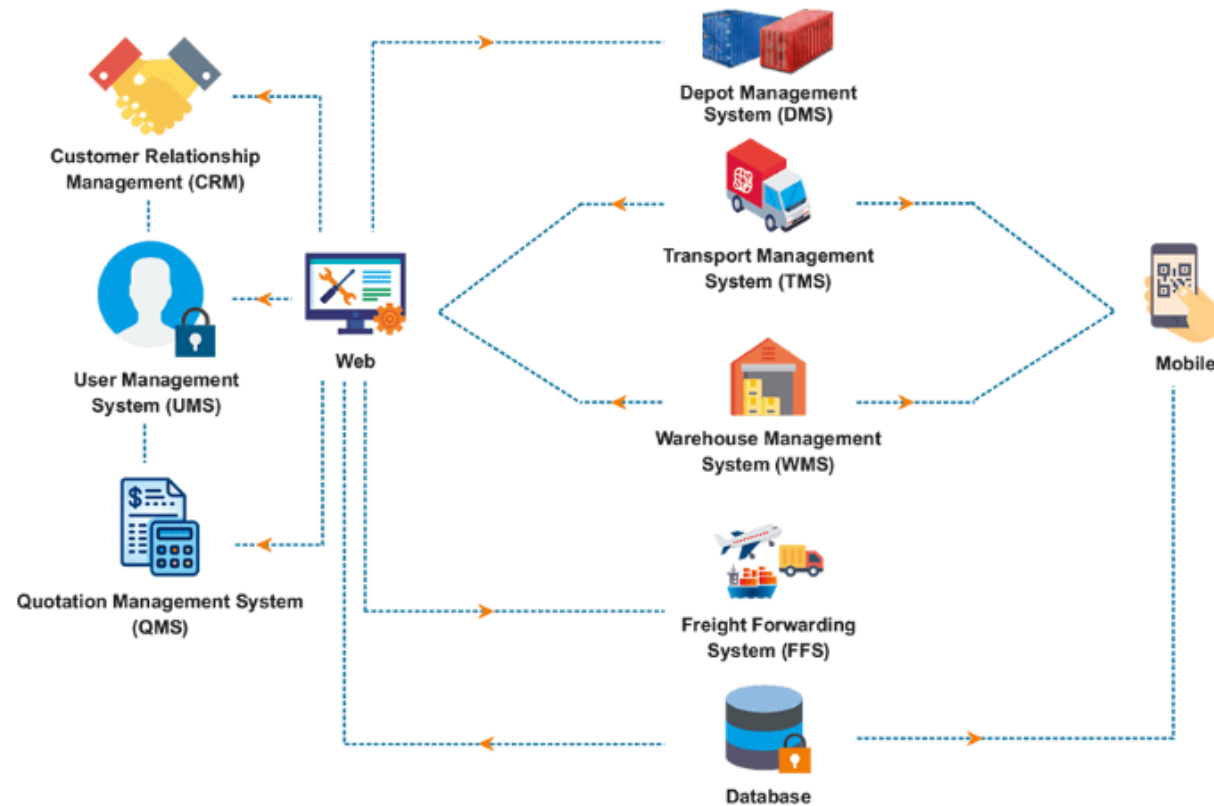 Depot Management
System (DMS)
Customer Relationship
Management (CRM)
Transport Management
System (TMS)
Web
Mobile
User Management
System (UMS)
Warehouse Management
System (WMS)
Quotation Management System
(QMS)
Freight Forwarding
System (FFS)
Database